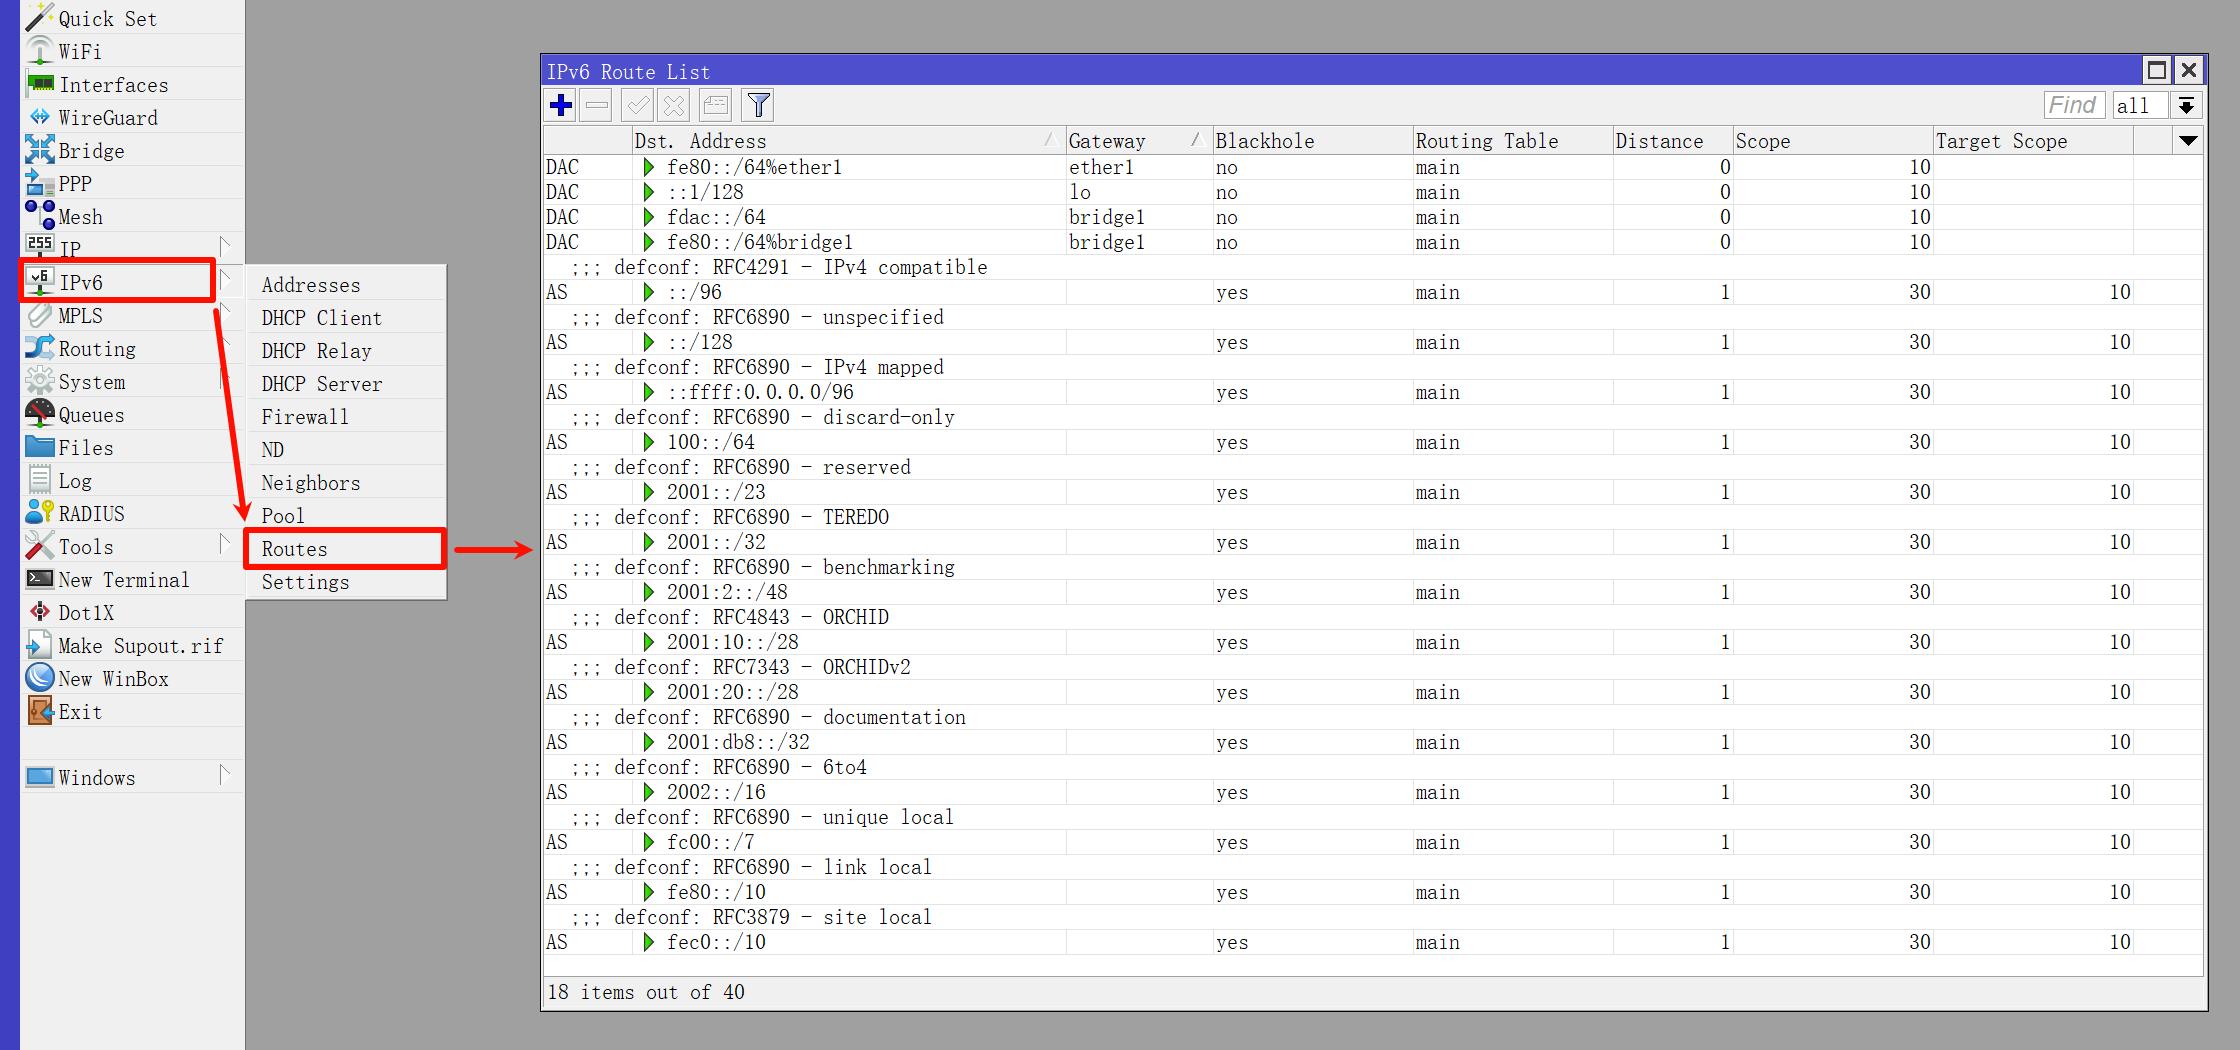 Quick Set
WiFi
Interfaces
WireGuard
Bridge
PPP
Mesh
255 IP
v6 IPv6
MPLS
Routing
System
Queues
Files
Log
RADIUS
Tools
New Terminal
Dot1X
Make Supout.rif
New WinBox
Exit
Windows
Addresses
DHCP Client
DHCP Relay
DHCP Server
Firewall
ND
Neighbors
Pool
Routes
Settings
IPv6 Route List
Find all
Dst. Address Gateway Blackhole Routing Table Distance Scope Target Scope
DAC fe80::/64%ether1 ether1 no main 0 10
DAC ::1/128 lo no main 0 10
DAC fdac::/64 bridge1 no main 0 10
DAC fe80::/64%bridge1 bridge1 no main 0 10
;;; defconf: RFC4291 - IPv4 compatible
AS ::/96 yes main 1 30 10
;;; defconf: RFC6890 - unspecified
AS ::/128 yes main 1 30 10
;;; defconf: RFC6890 - IPv4 mapped
AS ::ffff:0.0.0.0/96 yes main 1 30 10
;;; defconf: RFC6890 - discard-only
AS 100::/64 yes main 1 30 10
;;; defconf: RFC6890 - reserved
AS 2001::/23 yes main 1 30 10
;;; defconf: RFC6890 - TEREDO
AS 2001::/32 yes main 1 30 10
;;; defconf: RFC6890 - benchmarking
AS 2001:2::/48 yes main 1 30 10
;;; defconf: RFC4843 - ORCHID
AS 2001:10::/28 yes main 1 30 10
;;; defconf: RFC7343 - ORCHIDv2
AS 2001:20::/28 yes main 1 30 10
;;; defconf: RFC6890 - documentation
AS 2001:db8::/32 yes main 1 30 10
;;; defconf: RFC6890 - 6to4
AS 2002::/16 yes main 1 30 10
;;; defconf: RFC6890 - unique local
AS fc00::/7 yes main 1 30 10
;;; defconf: RFC6890 - link local
AS fe80::/10 yes main 1 30 10
;;; defconf: RFC3879 - site local
AS fec0::/10 yes main 1 30 10
18 items out of 40